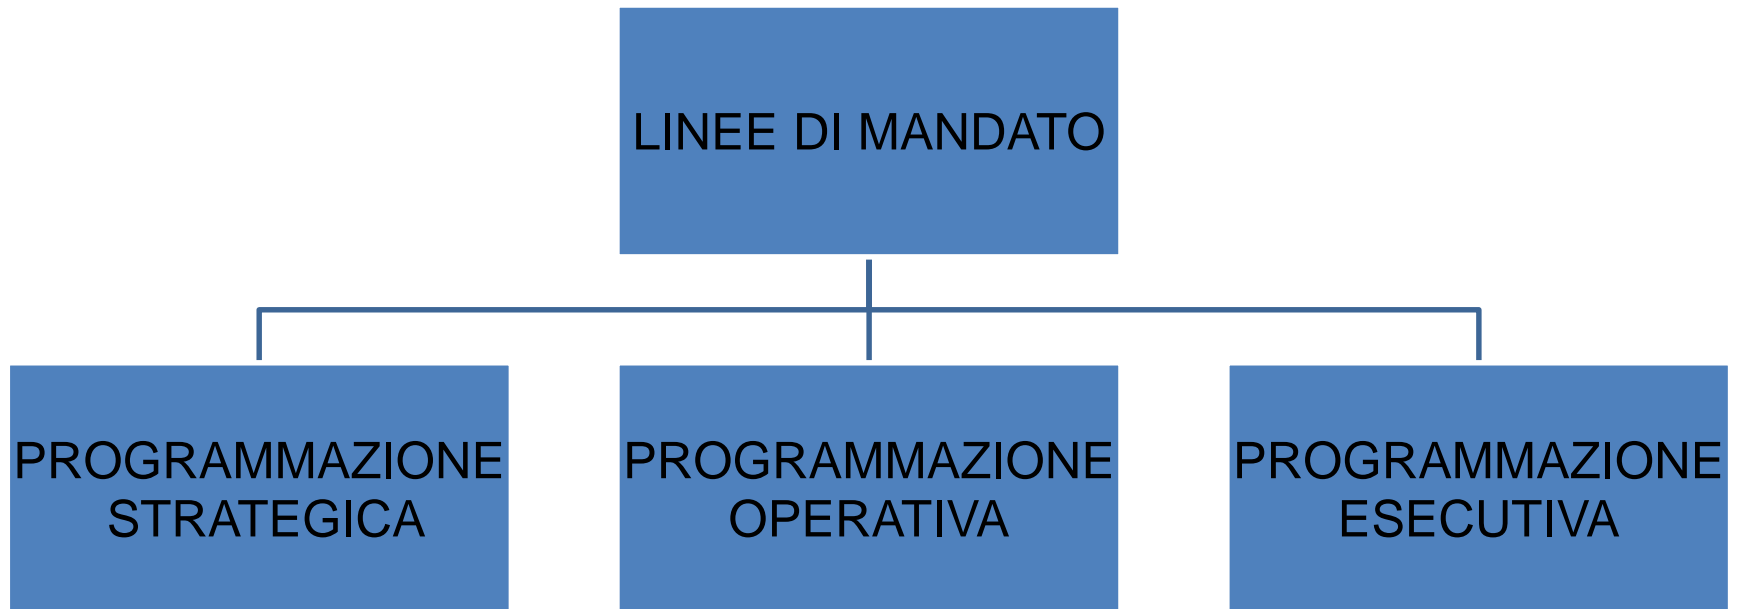 LINEE DI MANDATO
PROGRAMMAZIONE
STRATEGICA
PROGRAMMAZIONE
OPERATIVA
PROGRAMMAZIONE
ESECUTIVA